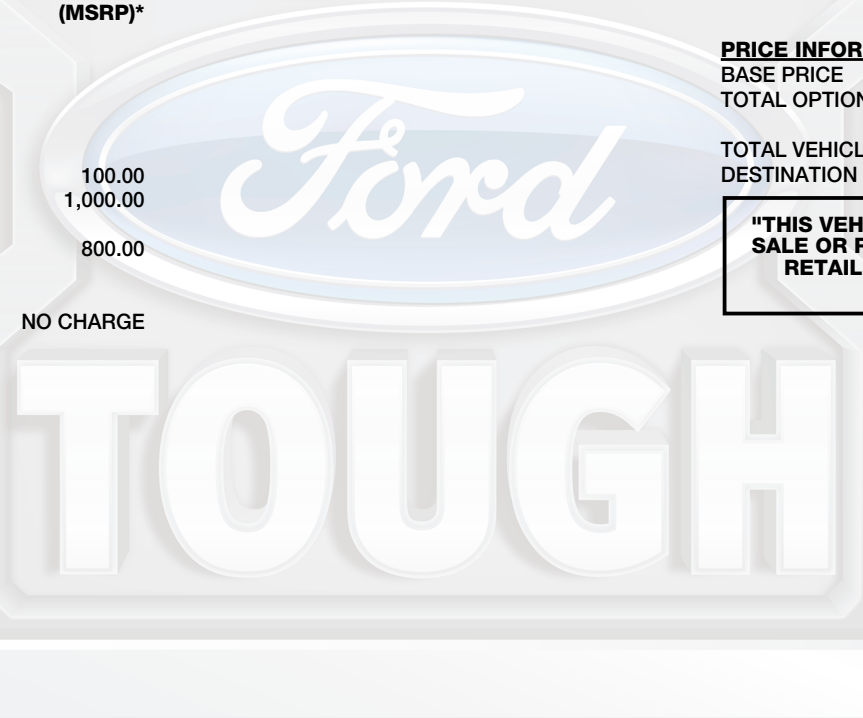 (MSRP)*
100.00
1,000.00
800.00
NO CHARGE
PRICE INFOR
BASE PRICE
TOTAL OPTION
TOTAL VEHICL
DESTINATION
"THIS VEH
SALE OR F
RETAIL
Ford
TOUGH